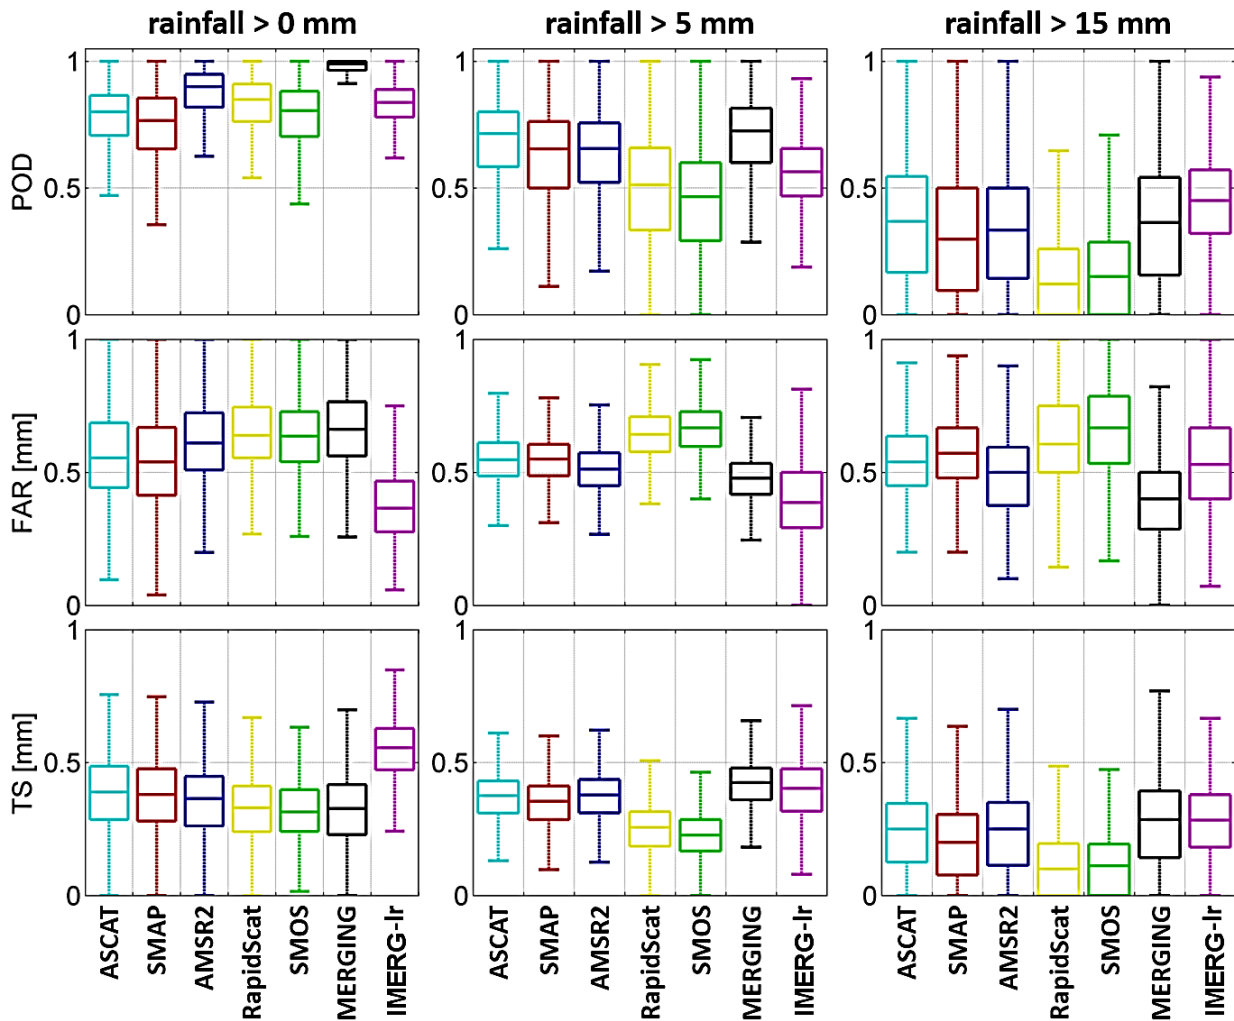 rainfall > 0 mm rainfall > 5 mm rainfall > 15 mm
POD
1 1 1
0.5 0.5 0.5
0 0 0
FAR [mm]
1 1 1
0.5 0.5 0.5
0 0 0
TS [mm]
1 1 1
0.5 0.5 0.5
0 0 0
ASCAT SMAP AMSR2 RapidScat SMOS MERGING IMERG-lr
ASCAT SMAP AMSR2 RapidScat SMOS MERGING IMERG-lr
ASCAT SMAP AMSR2 RapidScat SMOS MERGING IMERG-lr